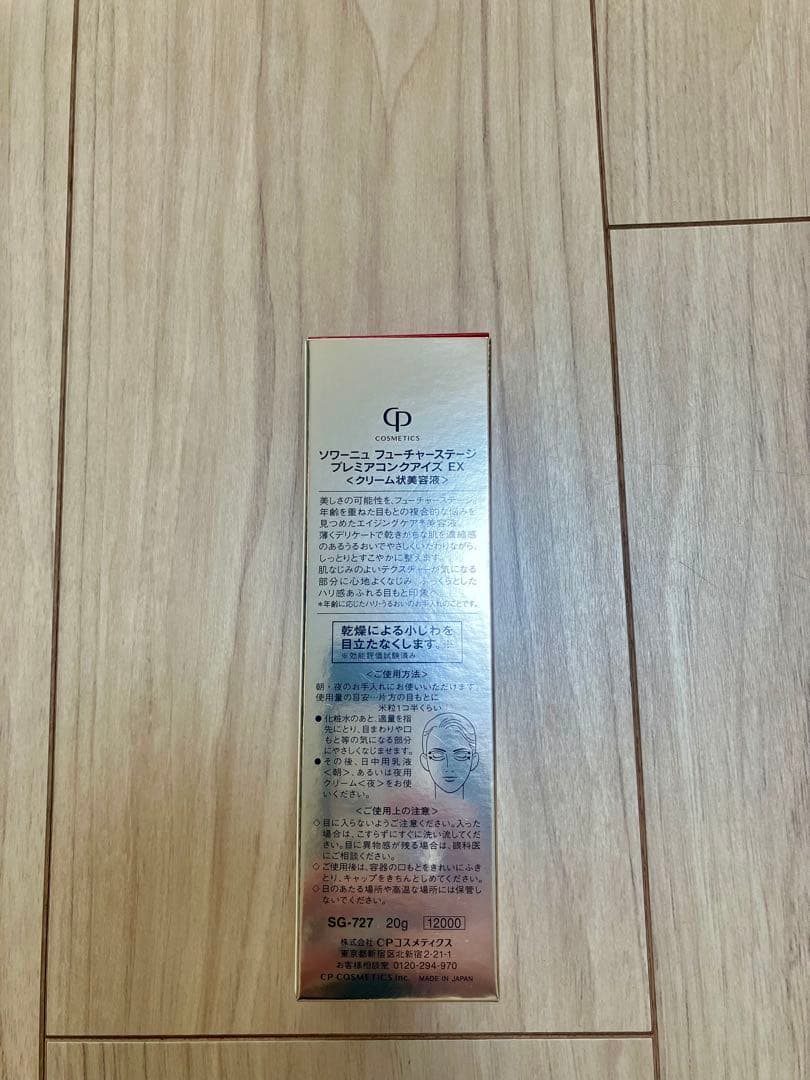 CP
COSMETICS
ソワーニュ フューチャーステージ
プレミアコンクアイズ EX
<クリーム状美容液>
美しさの可能性を、フューチャーステージ。
年齢を重ねた目もとの複合的な悩みを
見つめたエイジングケア*美容液。
薄くデリケートで乾きがちな肌を濃縮感
のあるうるおいでやさしくいたわりながら、
しっとりとすこやかに整えます。
肌なじみのよいテクスチャーが気になる
部分に心地よくなじみ、ふっくらとした
ハリ感あふれる目もと印象へ。
*年齢に応じたハリ・うるおいのお手入れのことです。
乾燥による小じわを
目立たなくします。※
※効能評価試験済み
<ご使用方法>
朝・夜のお手入れにお使いいただけます。
使用量の目安…片方の目もとに
米粒1コ半くらい
●化粧水のあと、適量を指
先にとり、目まわりや口
もと等の気になる部分
にやさしくなじませます。
●その後、日中用乳液
<朝>、あるいは夜用
クリーム<夜>をお使
いください。
<ご使用上の注意>
◇目に入らないようご注意ください。入った
場合は、こすらずにすぐに洗い流してくだ
さい。目に異物感が残る場合は、眼科医
にご相談ください。
◇ご使用後は、容器の口もとをきれいにふき
とり、キャップをきちんとしめてください。
◇日のあたる場所や高温な場所には保管し
ないでください。
SG-727 20g 12000
株式会社 CPコスメティクス
東京都新宿区北新宿2-21-1
お客様相談室 0120-294-970
CP COSMETICS Inc. MADE IN JAPAN